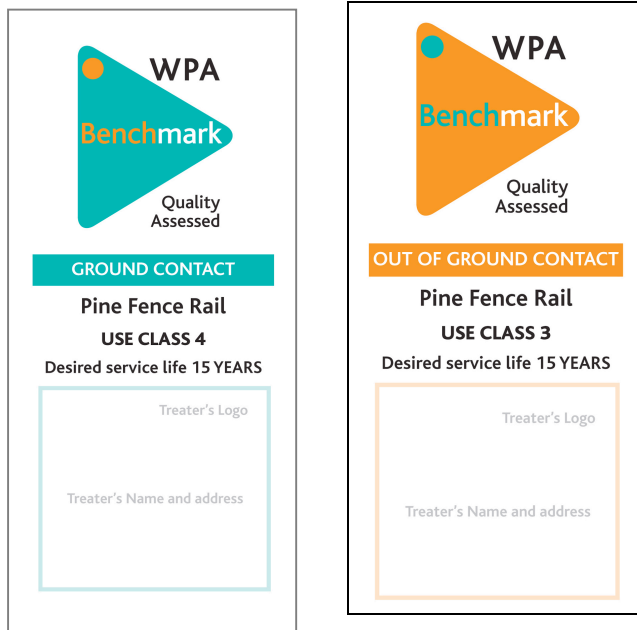 WPA
Benchmark
Quality
Assessed
GROUND CONTACT
Pine Fence Rail
USE CLASS 4
Desired service life 15 YEARS
Treater's Logo
Treater's Name and address
WPA
Benchmark
Quality
Assessed
OUT OF GROUND CONTACT
Pine Fence Rail
USE CLASS 3
Desired service life 15 YEARS
Treater's Logo
Treater's Name and address